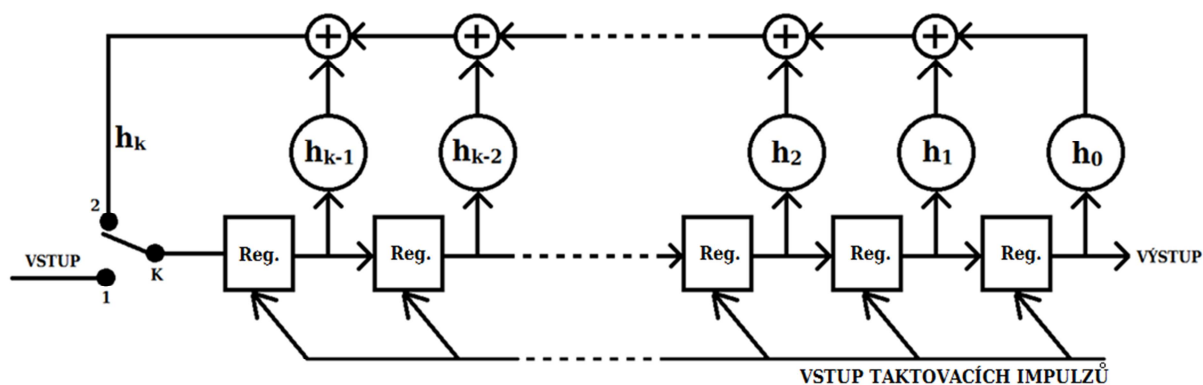 + + + +
hk
hk-1 hk-2 h2 h1 h0
2
Reg. Reg. Reg. Reg. Reg.
VSTUP K VÝSTUP
1
VSTUP TAKTOVACÍCH IMPULZŮ